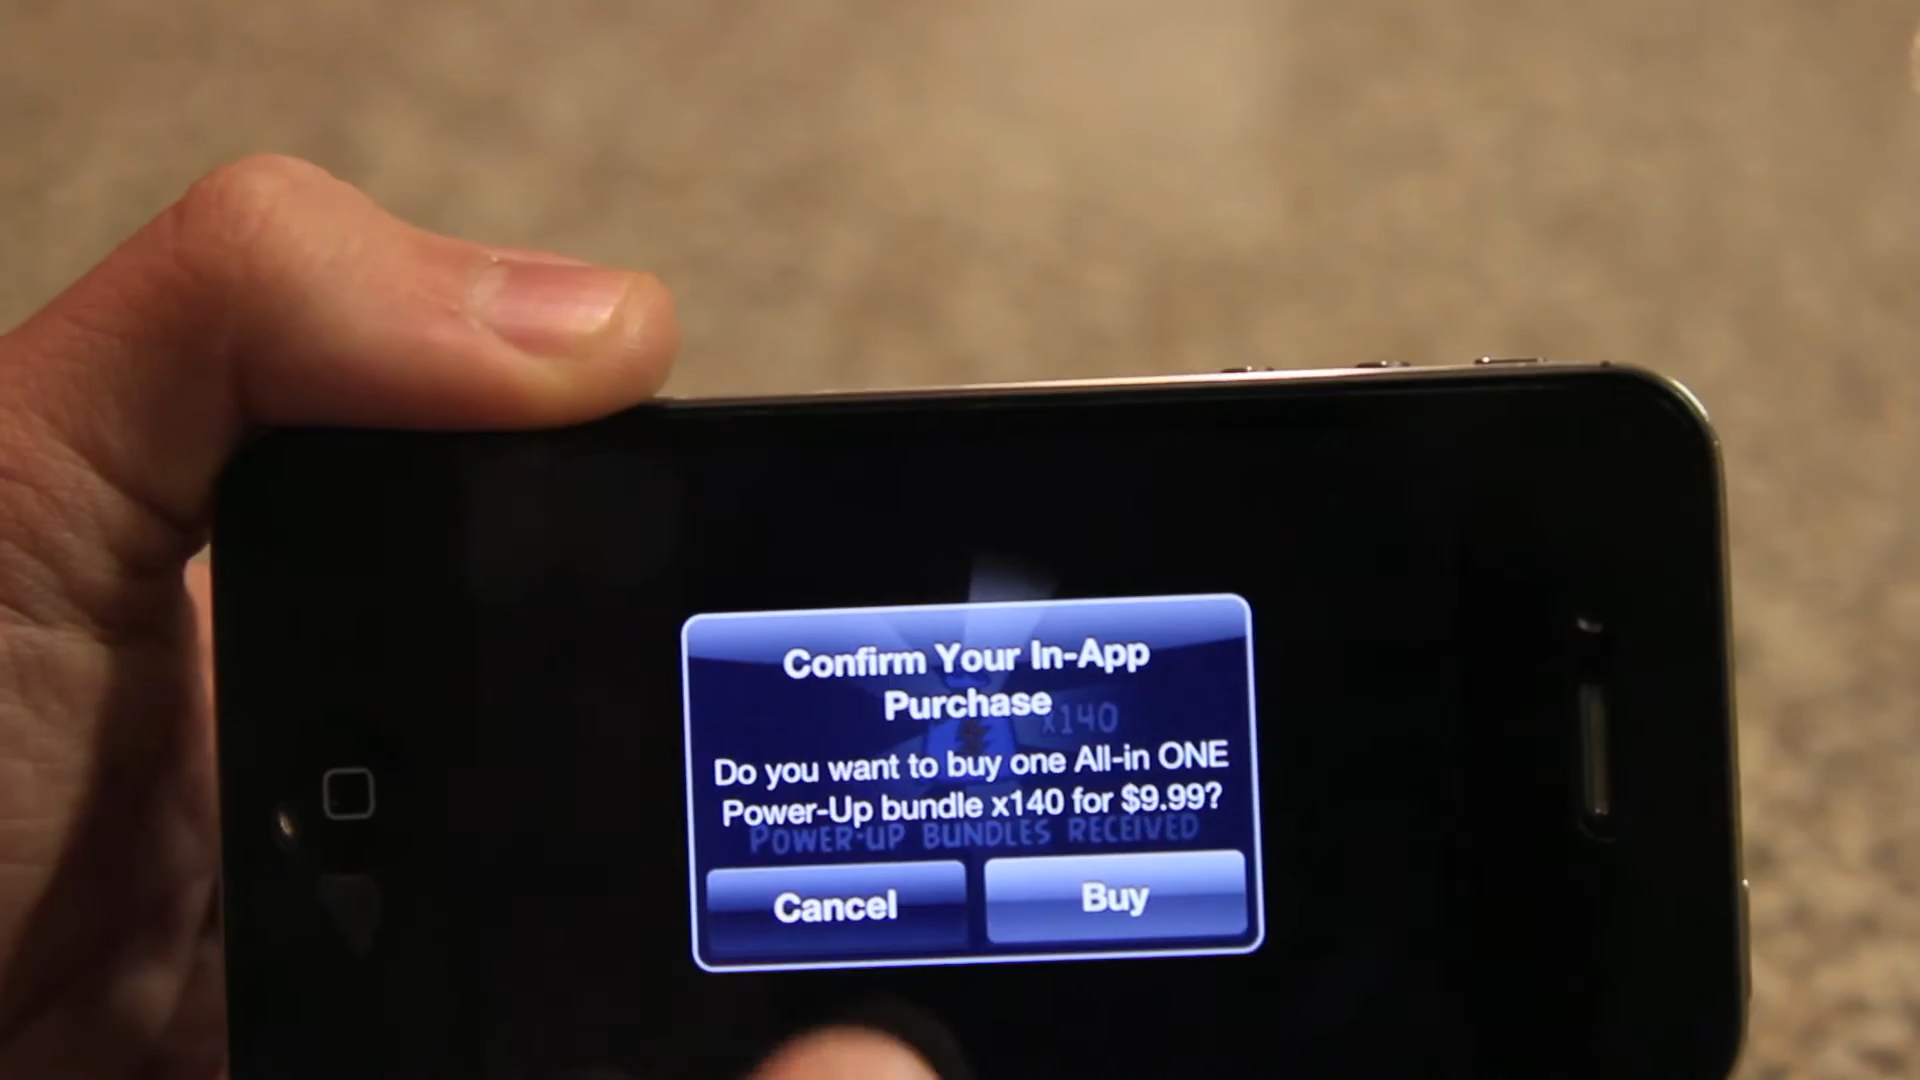 Confirm Your In-App
Purchase
x140
Do you want to buy one All-in ONE
Power-Up bundle x140 for $9.99?
POWER-UP BUNDLES RECEIVED
Cancel
Buy